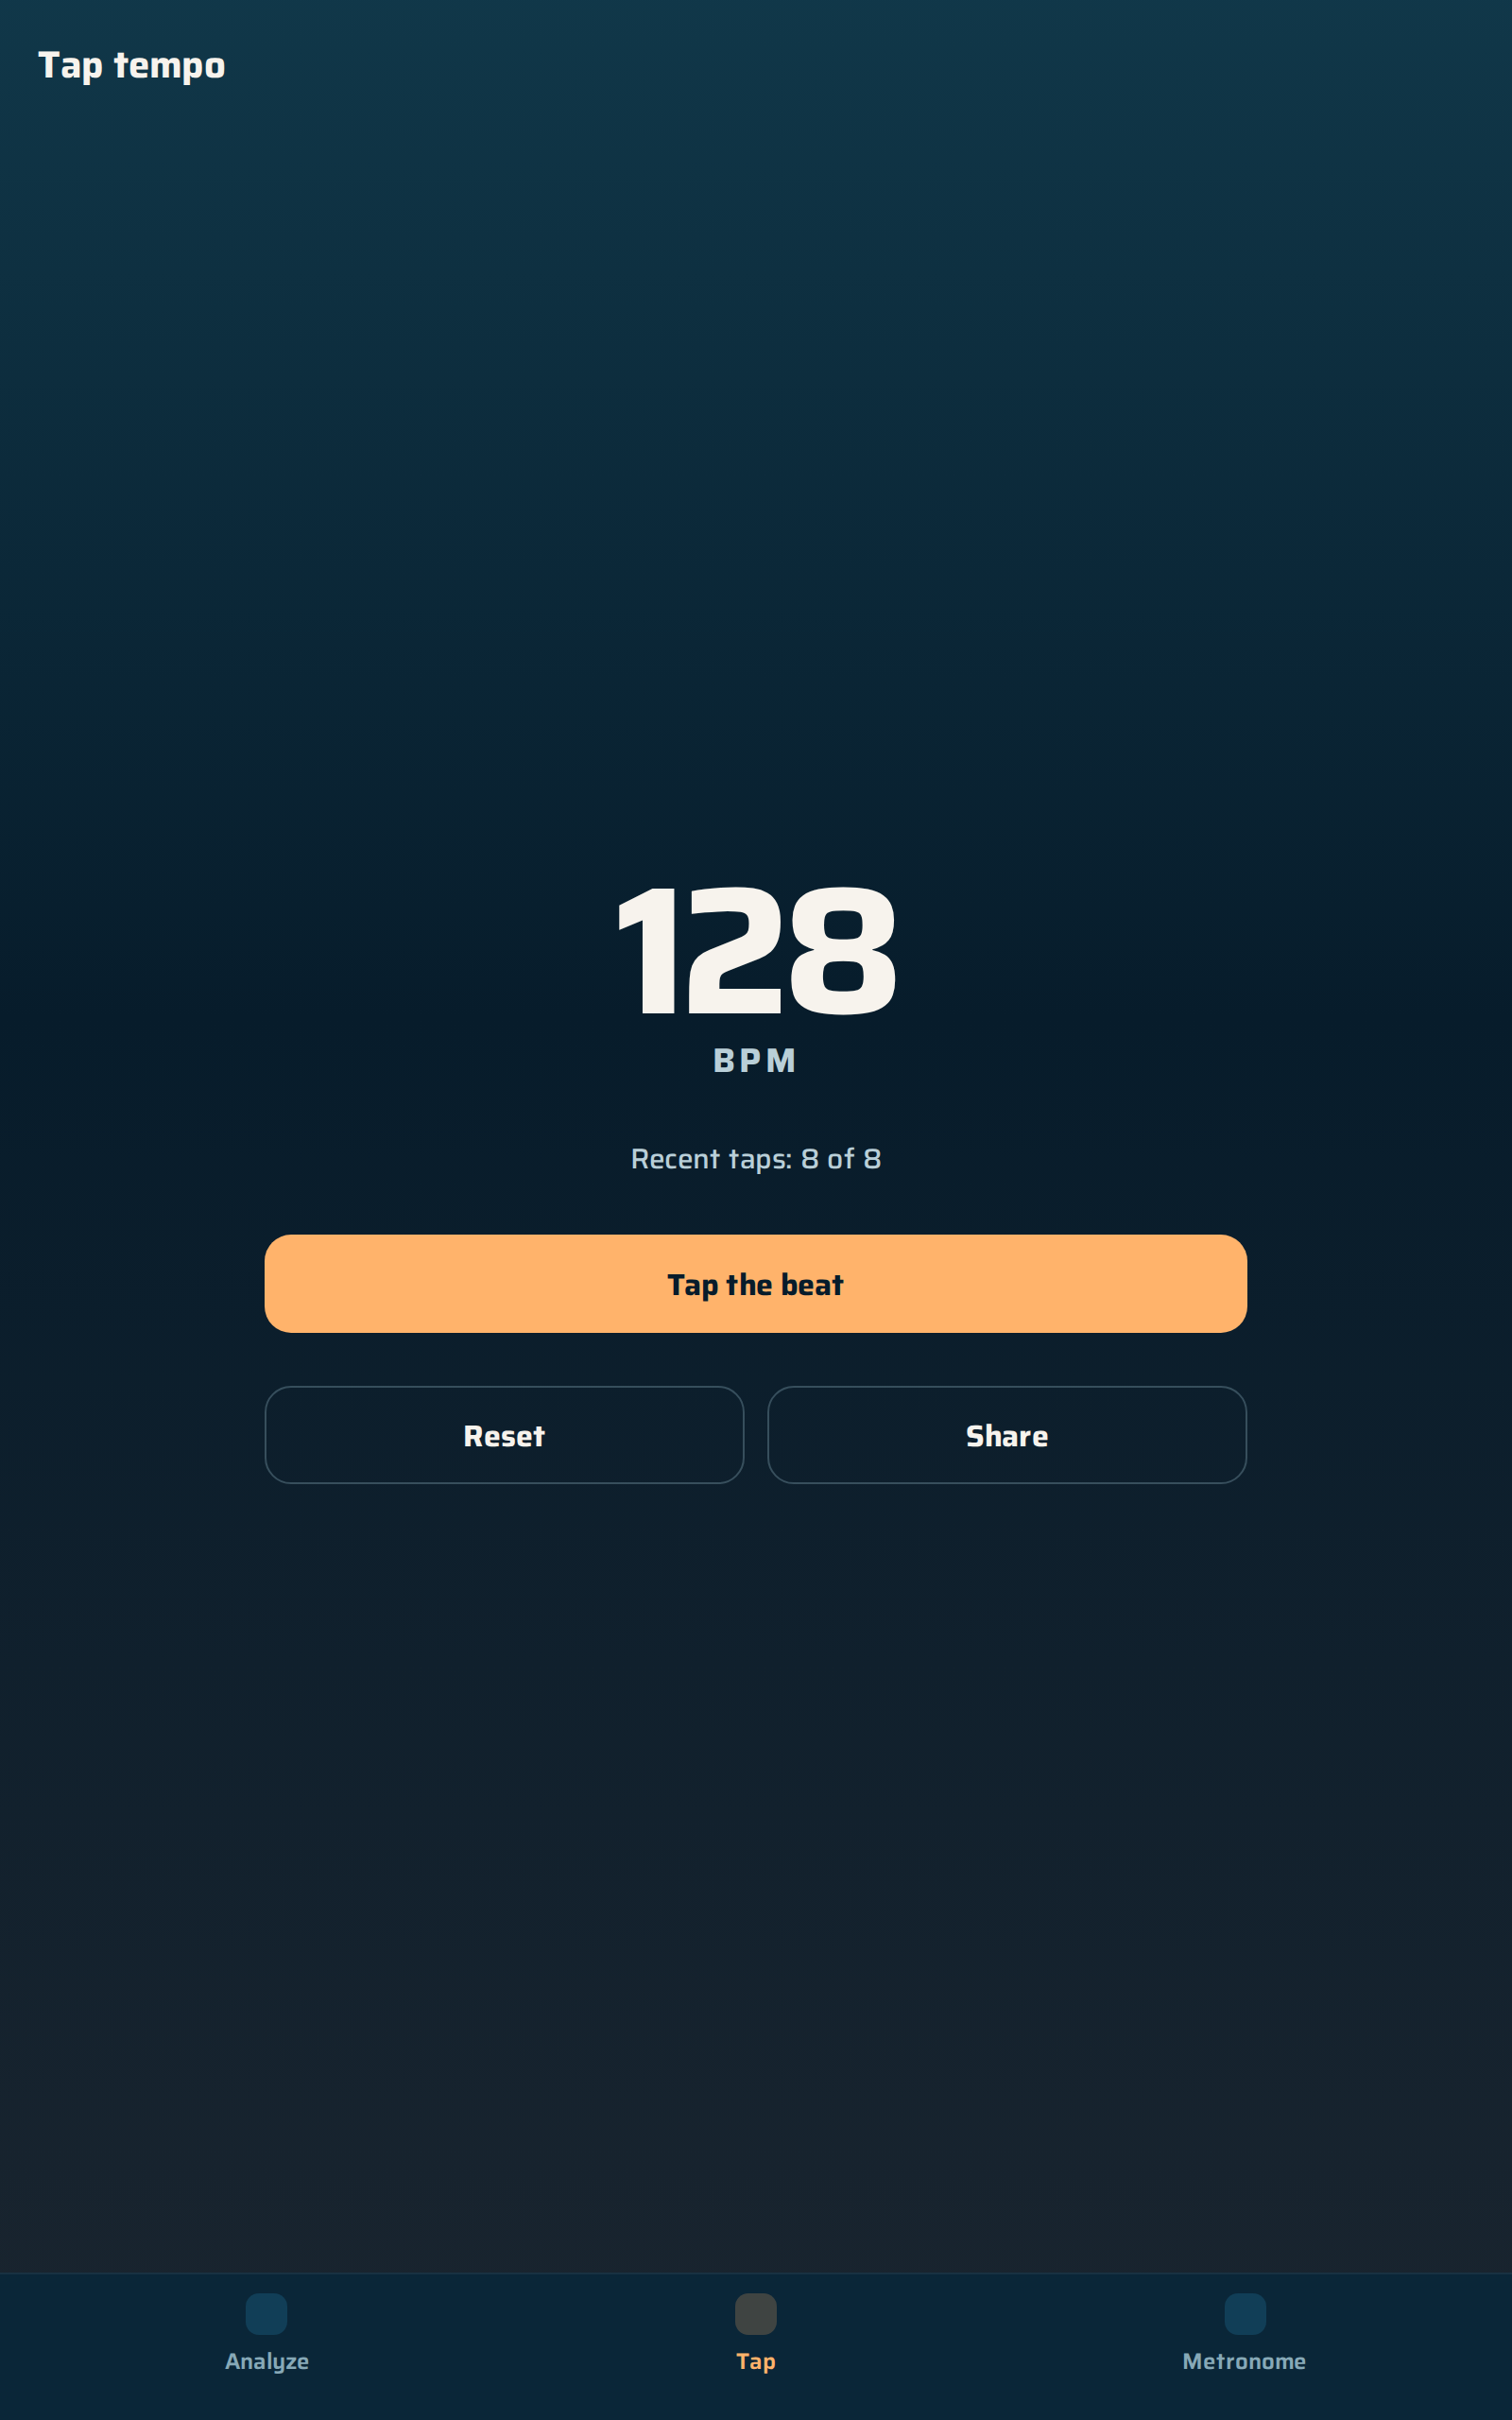 Tap tempo
128
BPM
Recent taps: 8 of 8
Tap the beat
Reset
Share
Analyze
Tap
Metronome